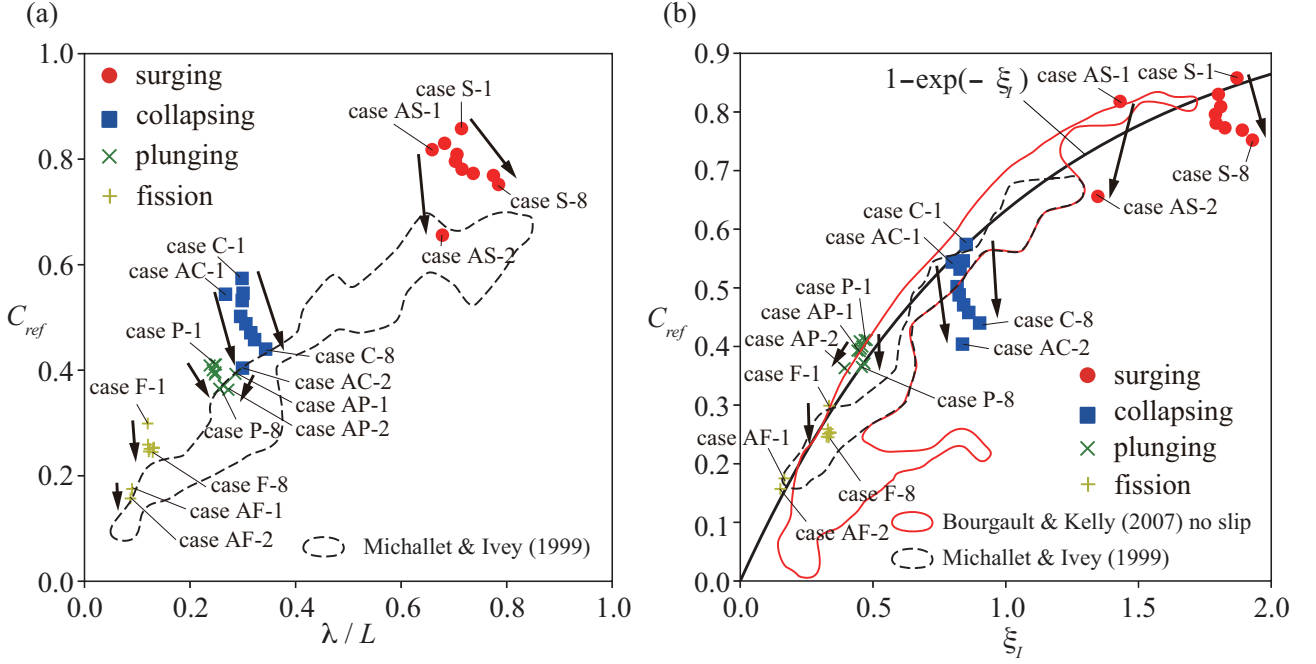 (a)
1.0
0.8
0.6
0.4
0.2
0.0
C_ref
surging
collapsing
plunging
fission
case S-1
case AS-1
case S-8
case AS-2
case C-1
case AC-1
case P-1
case C-8
case AC-2
case AP-1
case AP-2
case P-8
case F-1
case F-8
case AF-1
case AF-2
Michallet & Ivey (1999)
0.0 0.2 0.4 0.6 0.8 1.0
λ / L
(b)
0.9
0.8
0.7
0.6
0.5
0.4
0.3
0.2
0.1
0.0
C_ref
1−exp(− ξ_I)
case AS-1
case S-1
case S-8
case AS-2
case C-1
case AC-1
case P-1
case AP-1
case AP-2
case F-1
case C-8
case AC-2
case P-8
case AF-1
case F-8
case AF-2
surging
collapsing
plunging
fission
Bourgault & Kelly (2007) no slip
Michallet & Ivey (1999)
0.0 0.5 1.0 1.5 2.0
ξ_I